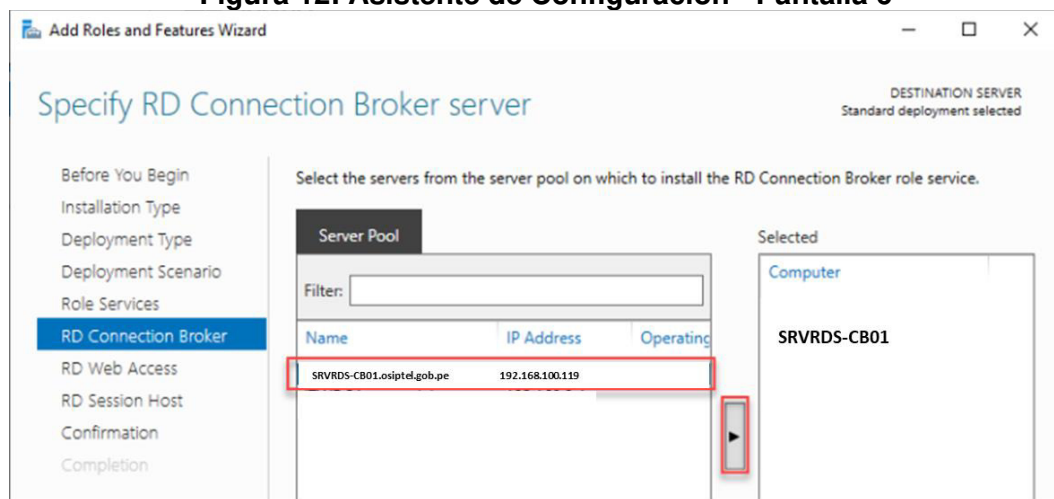 Figura 12: Asistente de Configuración - Pantalla 6
Add Roles and Features Wizard
Specify RD Connection Broker server
DESTINATION SERVER
Standard deployment selected
Before You Begin
Installation Type
Deployment Type
Deployment Scenario
Role Services
RD Connection Broker
RD Web Access
RD Session Host
Confirmation
Completion
Select the servers from the server pool on which to install the RD Connection Broker role service.
Server Pool
Filter:
Name IP Address Operating
SRVRDS-CB01.osiptel.gob.pe 192.168.100.119
Selected
Computer
SRVRDS-CB01